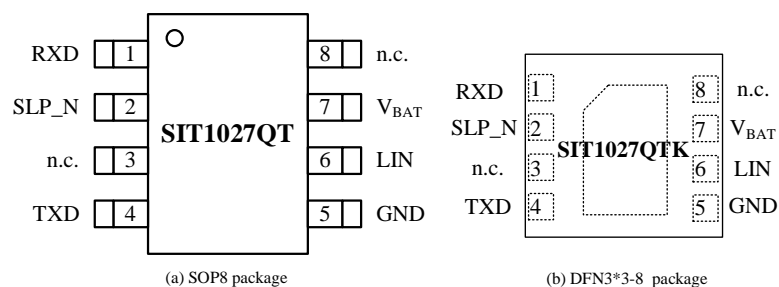 RXD 1 8 n.c.
SLP_N 2 7 VBAT
SIT1027QT
n.c. 3 6 LIN
TXD 4 5 GND
(a) SOP8 package
RXD 1 8 n.c.
SLP_N 2 7 VBAT
SIT1027QTK
n.c. 3 6 LIN
TXD 4 5 GND
(b) DFN3*3-8 package